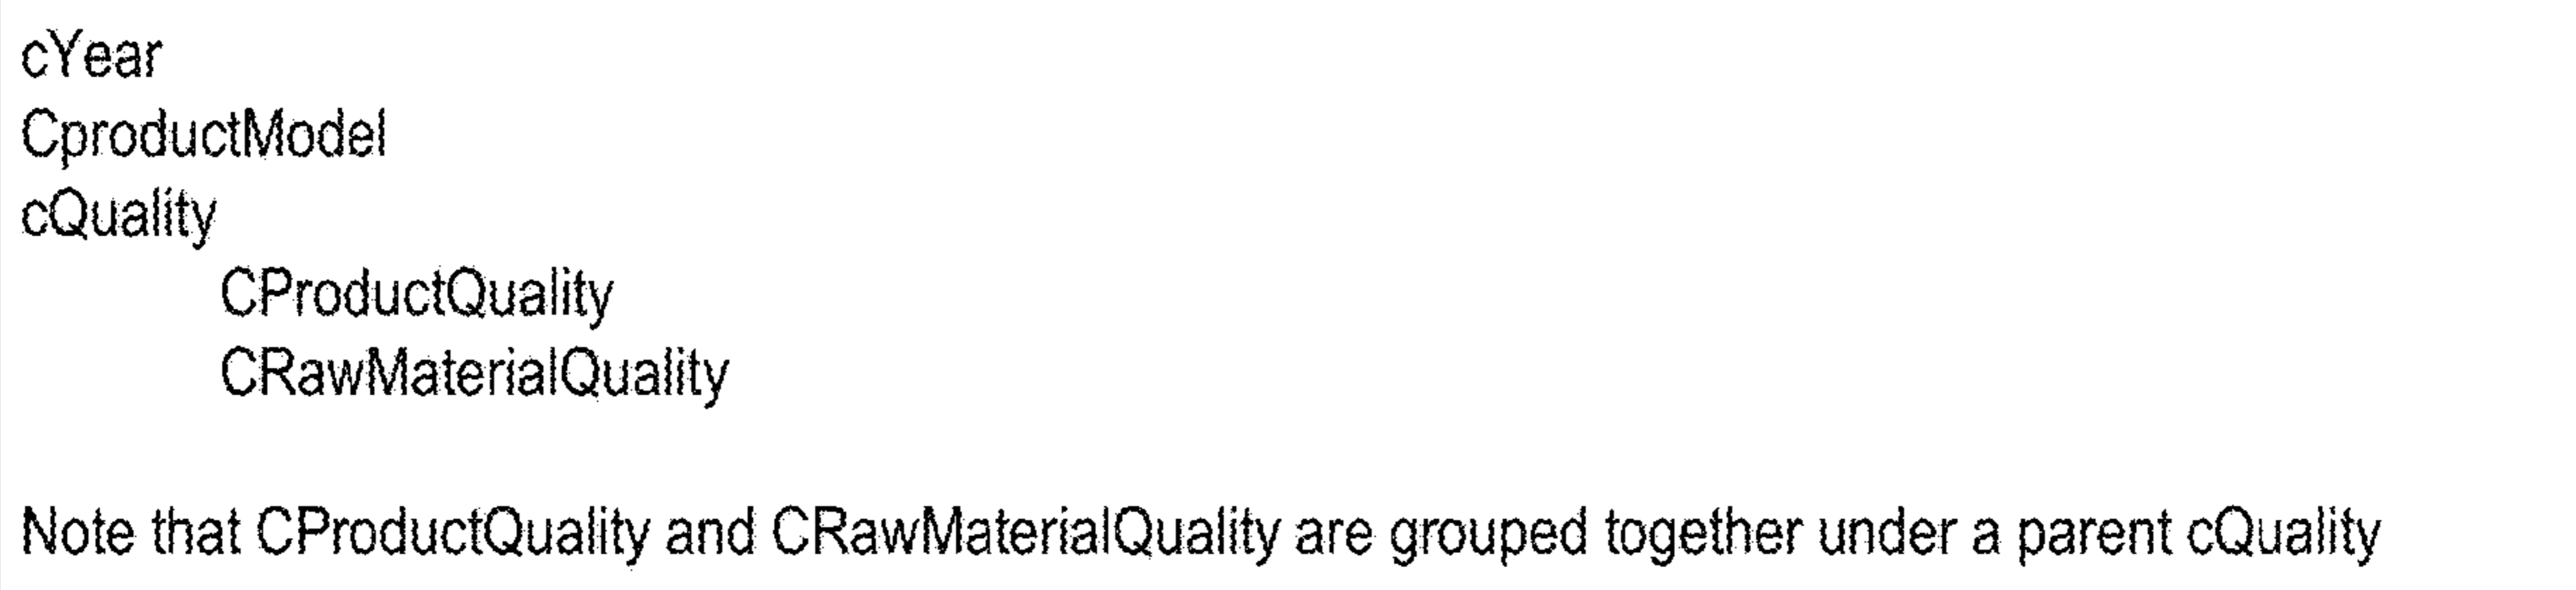 cYear
CproductModel
cQuality
CProductQuality
CRawMaterialQuality
Note that CProductQuality and CRawMaterialQuality are grouped together under a parent cQuality